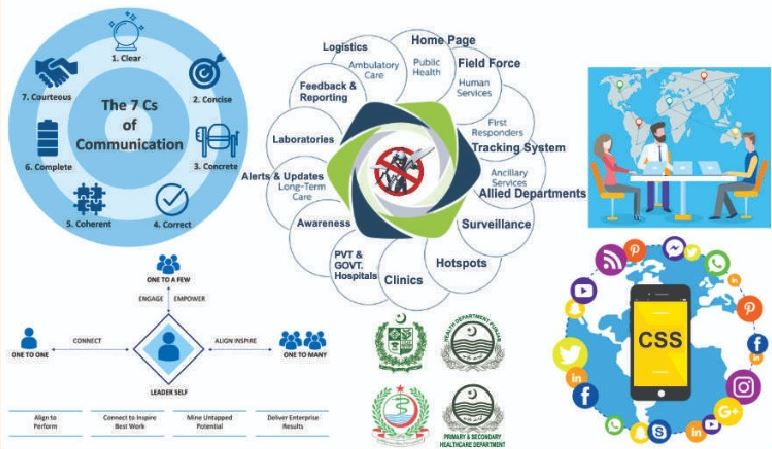 1. Clear
2. Concise
3. Concrete
4. Correct
5. Coherent
6. Complete
7. Courteous
The 7 Cs
of
Communication
ONE TO A FEW
ENGAGE
EMPOWER
CONNECT
ALIGN INSPIRE
ONE TO ONE
ONE TO MANY
LEADER SELF
Align to
Perform
Connect to Inspire
Best Work
Mine Untapped
Potential
Deliver Enterprise
Results
Logistics
Ambulatory
Care
Home Page
Public
Health
Field Force
Human
Services
First
Responders
Tracking System
Ancillary
Services
Allied Departments
Surveillance
Hotspots
Clinics
PVT &
GOVT.
Hospitals
Awareness
Alerts & Updates
Long-Term
Care
Laboratories
Feedback &
Reporting
HEALTH DEPARTMENT PUNJAB
PRIMARY & SECONDARY
HEALTHCARE DEPARTMENT
CSS